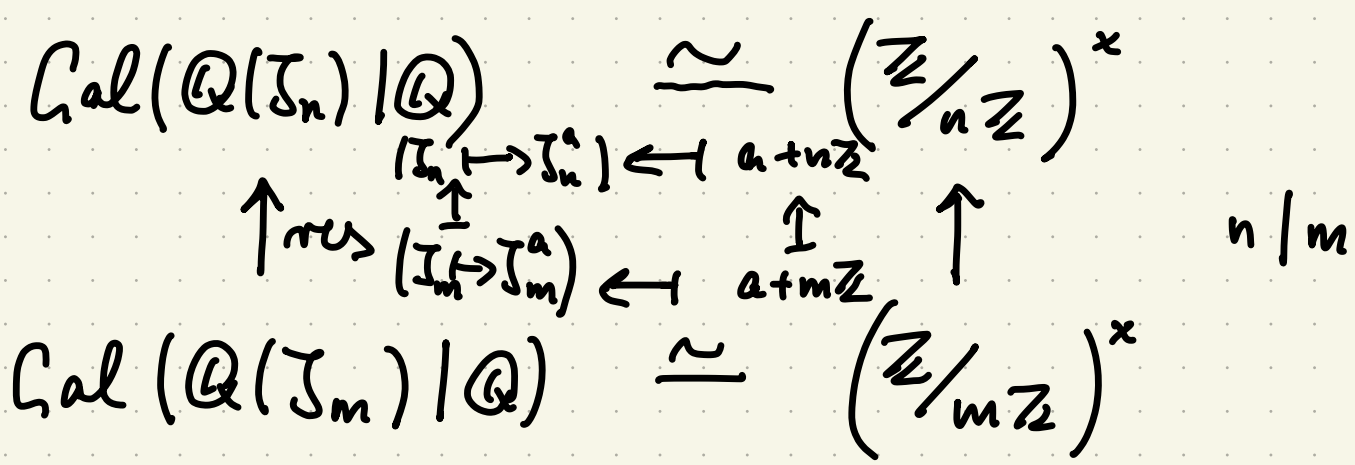 Gal(ℚ(ζₙ)|ℚ) ≅ (ℤ/nℤ)^×
(ζₙ ↦ ζₙ^a) ↤ a+nℤ
↑ res ↥ ↥ ↑ n|m
(ζₘ ↦ ζₘ^a) ↤ a+mℤ
Gal(ℚ(ζₘ)|ℚ) ≅ (ℤ/mℤ)^×